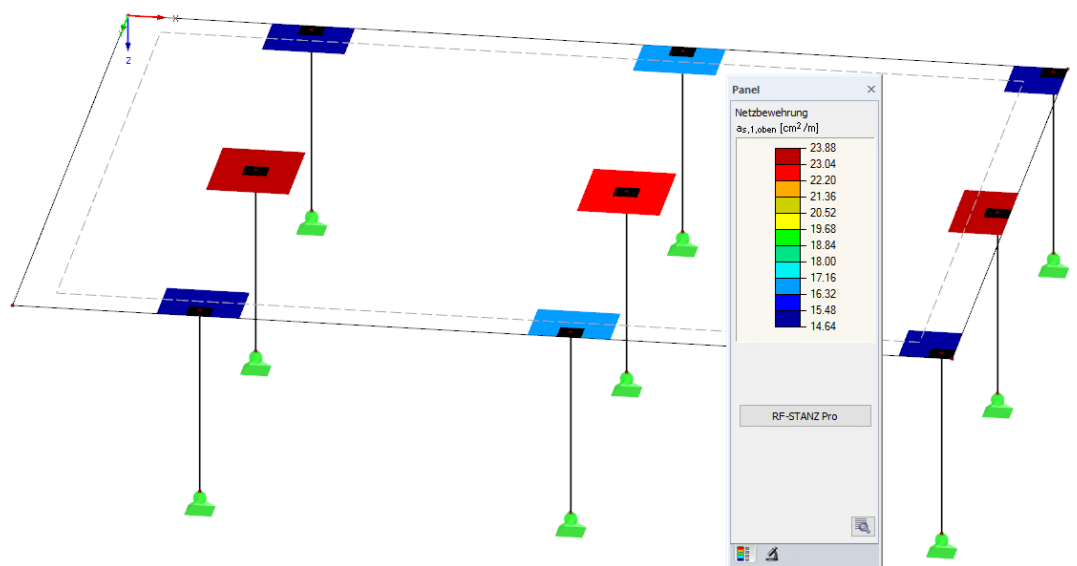 X
Y
Z
Panel
Netzbewehrung
as,1,oben [cm²/m]
23.88
23.04
22.20
21.36
20.52
19.68
18.84
18.00
17.16
16.32
15.48
14.64
RF-STANZ Pro